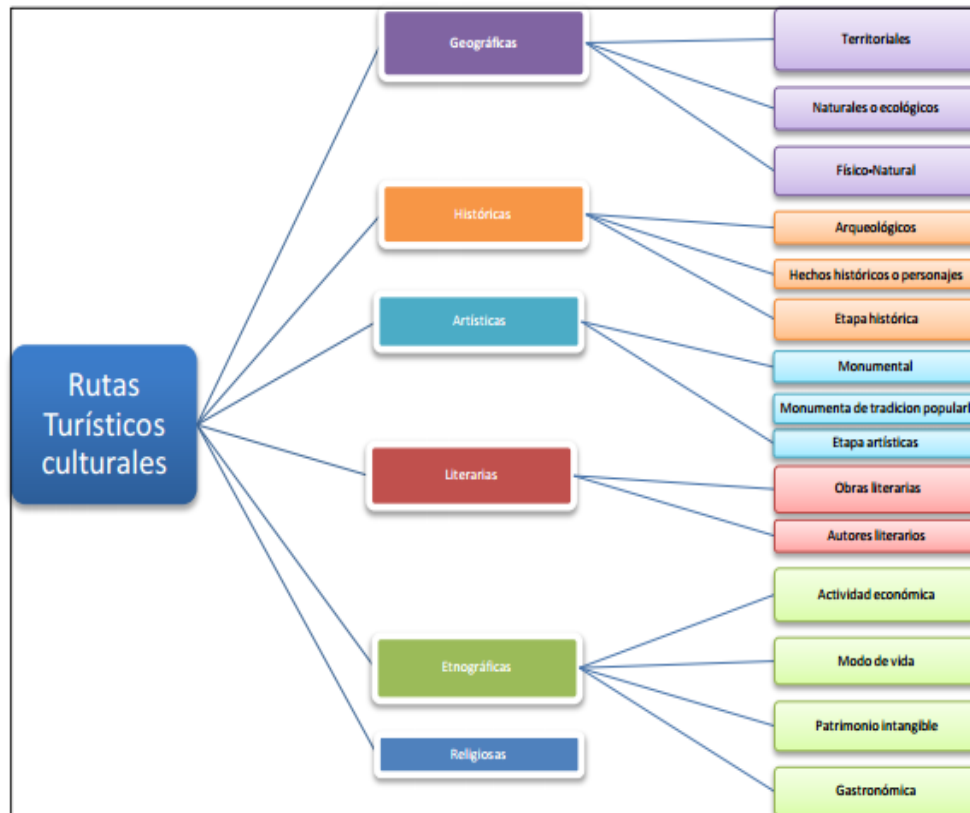 Rutas
Turísticos
culturales
Geográficas
Territoriales
Naturales o ecológicos
Físico-Natural
Históricas
Arqueológicos
Hechos históricos o personajes
Etapa histórica
Artísticas
Monumental
Monumenta de tradicion popularl
Etapa artísticas
Literarias
Obras literarias
Autores literarios
Etnográficas
Actividad económica
Modo de vida
Patrimonio intangible
Gastronómica
Religiosas